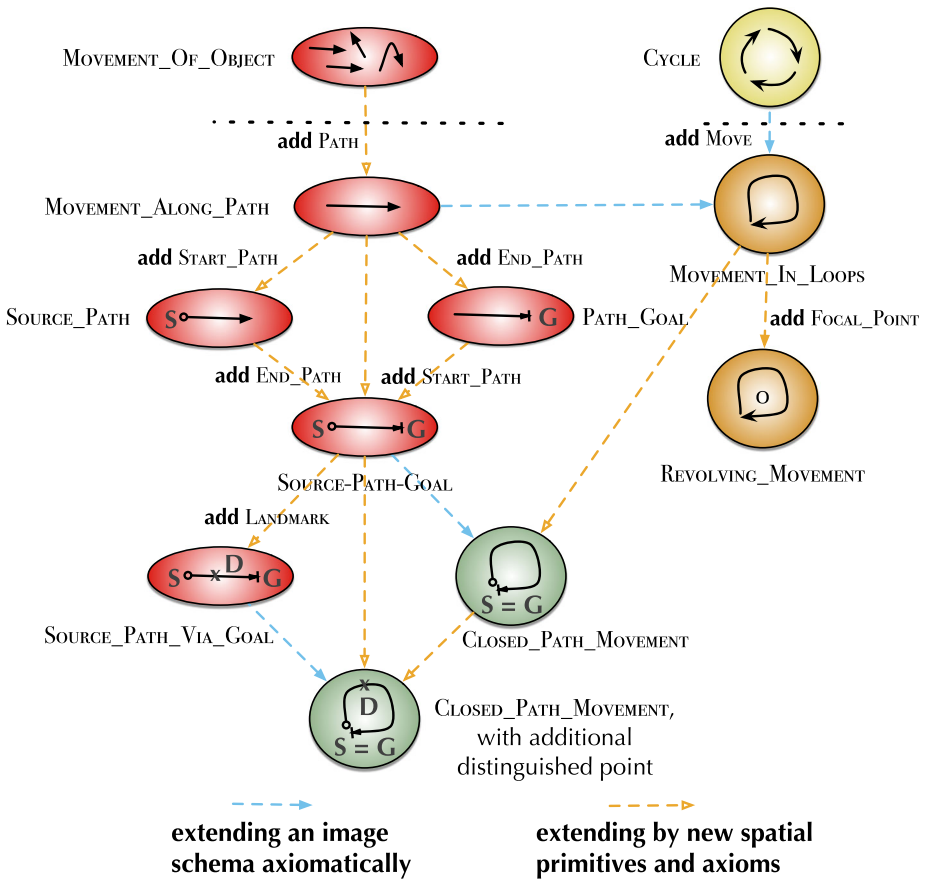 Movement_Of_Object
Cycle
add Path
add Move
Movement_Along_Path
Movement_In_Loops
add Start_Path
add End_Path
Source_Path
S
G
Path_Goal
add Focal_Point
add End_Path
add Start_Path
O
S
G
Revolving_Movement
Source-Path-Goal
add Landmark
S
x
D
G
S = G
Source_Path_Via_Goal
Closed_Path_Movement
x
D
S = G
Closed_Path_Movement,
with additional
distinguished point
extending an image
schema axiomatically
extending by new spatial
primitives and axioms